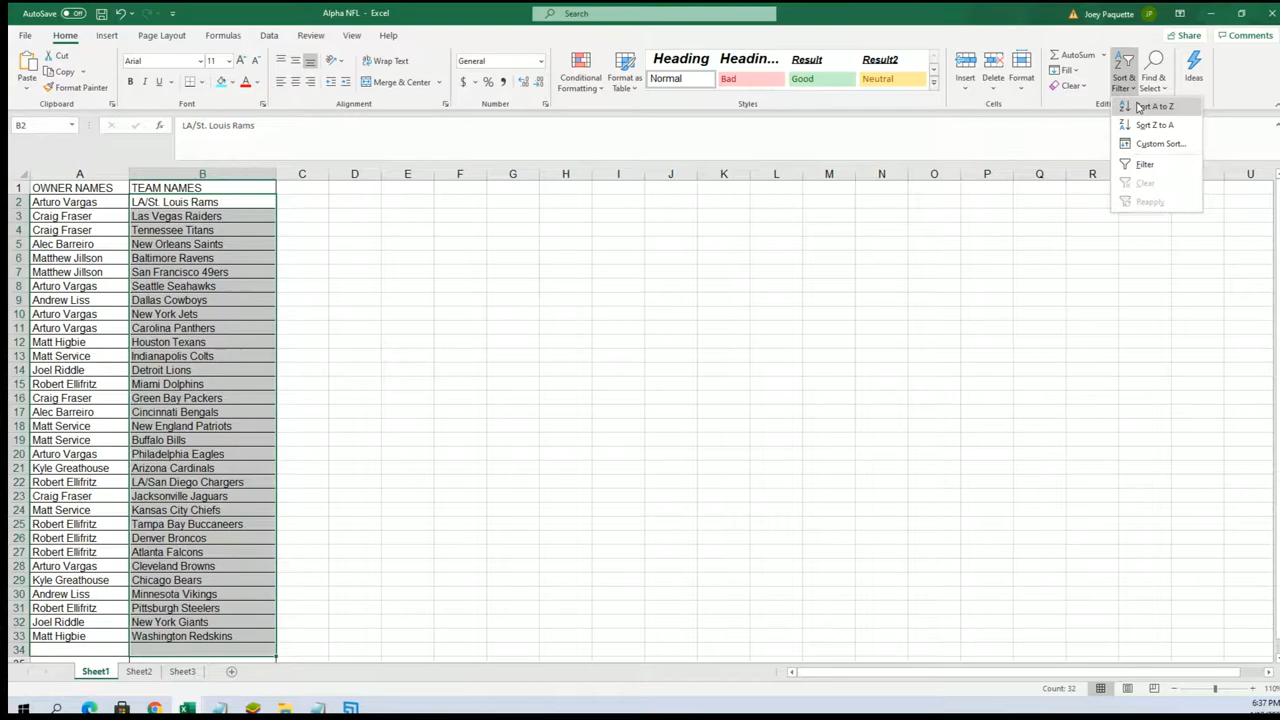 AutoSave Off Alpha NFL - Excel Search Joey Paquette JP
File Home Insert Page Layout Formulas Data Review View Help Share Comments
Paste Cut Copy Format Painter Clipboard
Arial 11 B I U A Font
Wrap Text Merge & Center Alignment
General $ % , Number
Conditional Formatting Format as Table
Heading Headin... Result Result2
Normal Bad Good Neutral Styles
Insert Delete Format Cells
AutoSum Fill Clear Sort & Filter Find & Select Ideas
Sort A to Z
Sort Z to A
Custom Sort...
Filter
Clear
Reapply
B2 fx LA/St. Louis Rams
A B C D E F G H I J K L M N O P Q R U
1 OWNER NAMES TEAM NAMES
2 Arturo Vargas LA/St. Louis Rams
3 Craig Fraser Las Vegas Raiders
4 Craig Fraser Tennessee Titans
5 Alec Barreiro New Orleans Saints
6 Matthew Jillson Baltimore Ravens
7 Matthew Jillson San Francisco 49ers
8 Arturo Vargas Seattle Seahawks
9 Andrew Liss Dallas Cowboys
10 Arturo Vargas New York Jets
11 Arturo Vargas Carolina Panthers
12 Matt Higbie Houston Texans
13 Matt Service Indianapolis Colts
14 Joel Riddle Detroit Lions
15 Robert Ellifritz Miami Dolphins
16 Craig Fraser Green Bay Packers
17 Alec Barreiro Cincinnati Bengals
18 Matt Service New England Patriots
19 Matt Service Buffalo Bills
20 Arturo Vargas Philadelphia Eagles
21 Kyle Greathouse Arizona Cardinals
22 Robert Ellifritz LA/San Diego Chargers
23 Craig Fraser Jacksonville Jaguars
24 Matt Service Kansas City Chiefs
25 Robert Ellifritz Tampa Bay Buccaneers
26 Robert Ellifritz Denver Broncos
27 Robert Ellifritz Atlanta Falcons
28 Arturo Vargas Cleveland Browns
29 Kyle Greathouse Chicago Bears
30 Andrew Liss Minnesota Vikings
31 Robert Ellifritz Pittsburgh Steelers
32 Joel Riddle New York Giants
33 Matt Higbie Washington Redskins
34
Sheet1 Sheet2 Sheet3
Count: 32 110%
6:37 PM